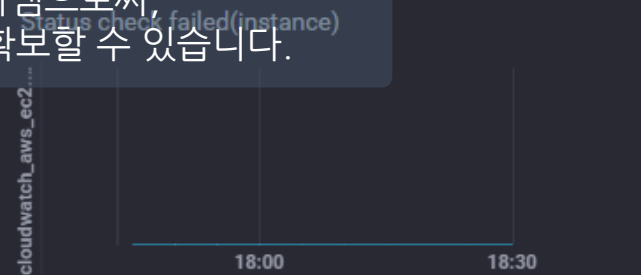 Status check failed(instance)
확보할 수 있습니다.
cloudwatch_aws_ec2....
18:00
18:30